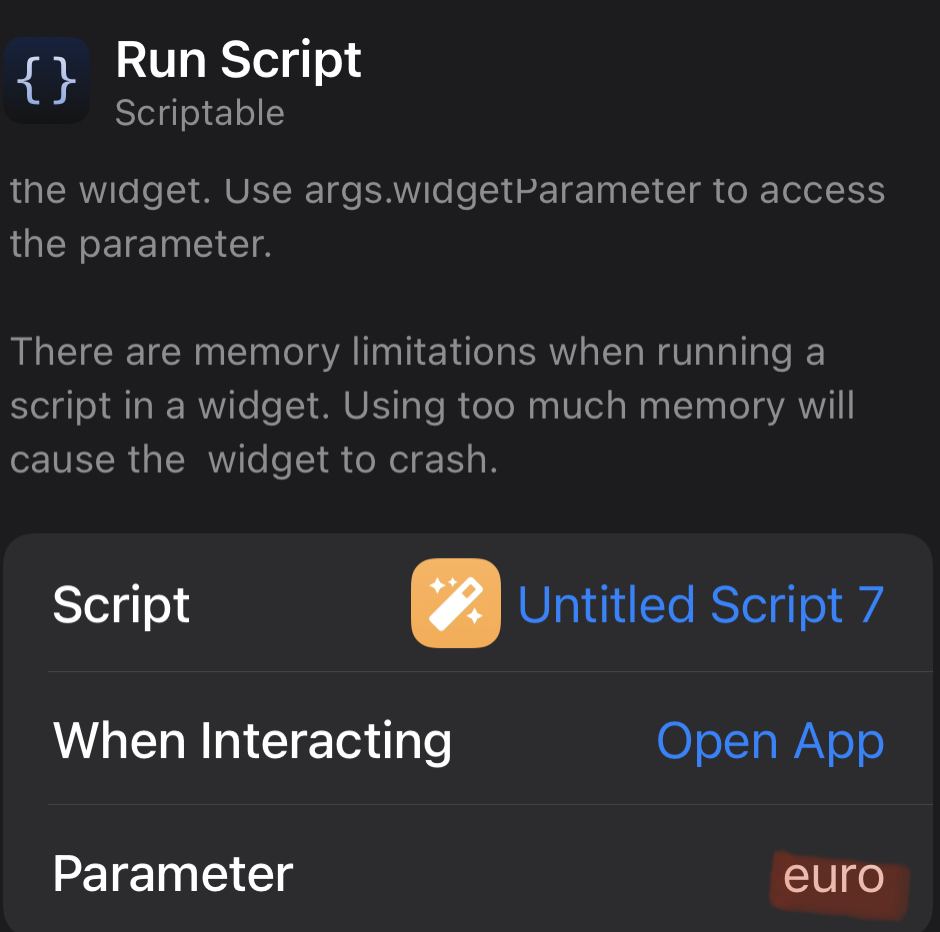 {}
Run Script
Scriptable
the widget. Use args.widgetParameter to access
the parameter.
There are memory limitations when running a
script in a widget. Using too much memory will
cause the  widget to crash.
Script Untitled Script 7
When Interacting Open App
Parameter euro